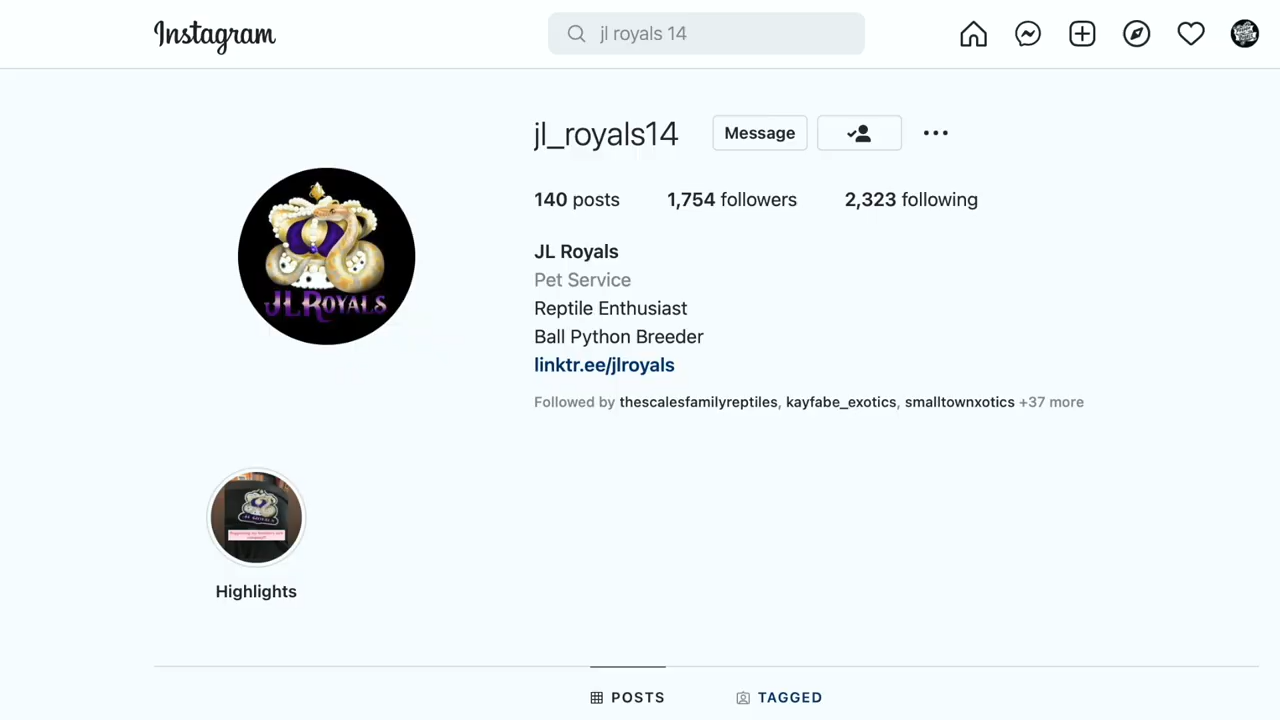 Instagram
jl royals 14
jl_royals14 Message
140 posts 1,754 followers 2,323 following
JL Royals
Pet Service
Reptile Enthusiast
Ball Python Breeder
linktr.ee/jlroyals
Followed by thescalesfamilyreptiles, kayfabe_exotics, smalltownxotics +37 more
JL ROYALS
JL ROYALS
Highlights
POSTS TAGGED